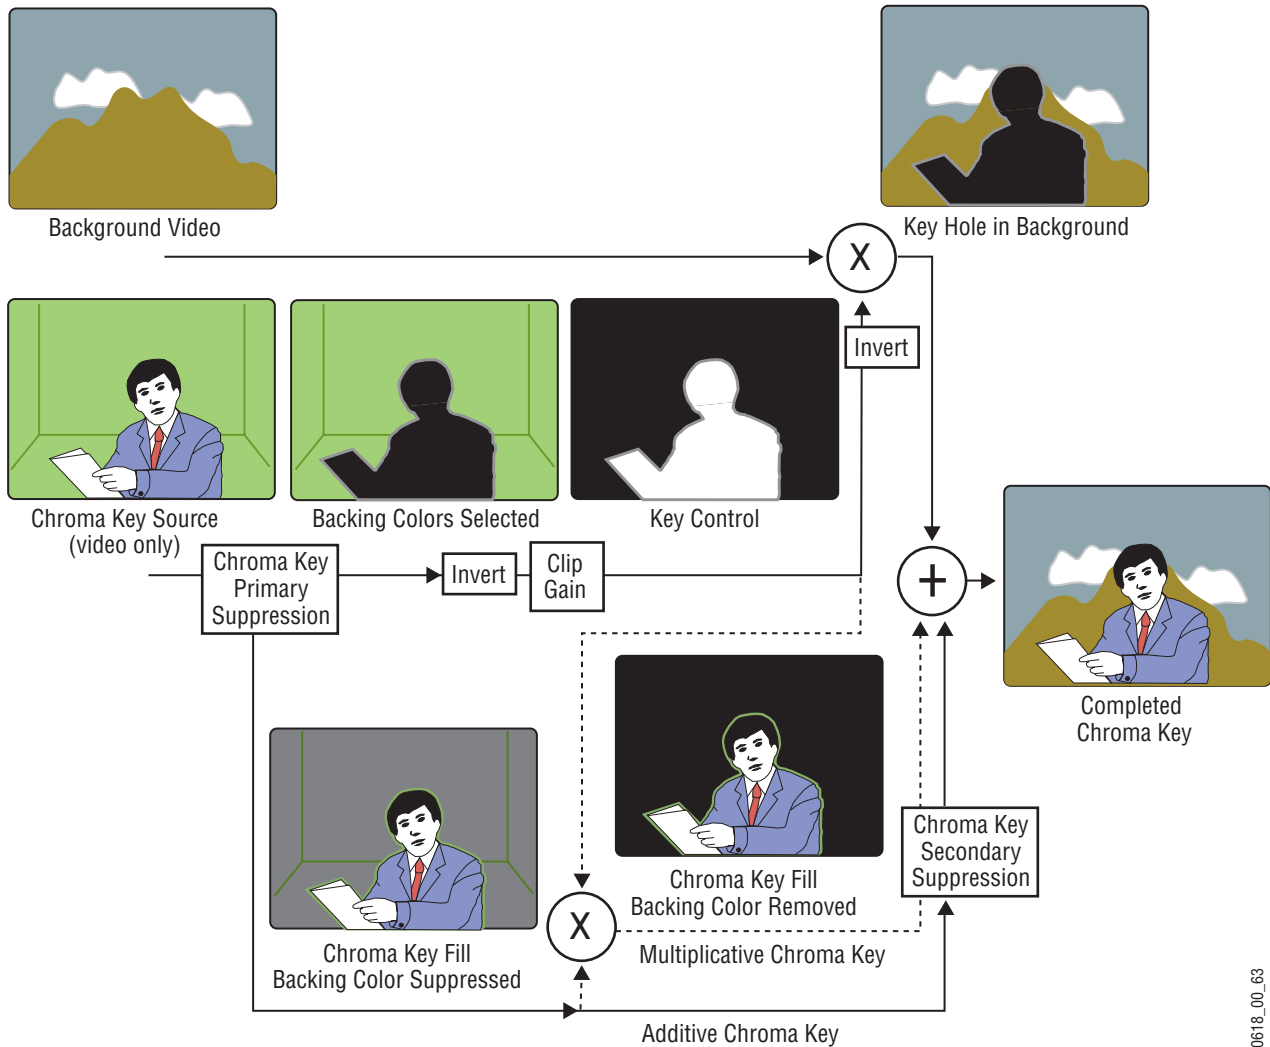 Background Video
Key Hole in Background
X
Invert
Chroma Key Source
(video only)
Backing Colors Selected
Key Control
Chroma Key
Primary
Suppression
Invert
Clip
Gain
+
Completed
Chroma Key
Chroma Key Fill
Backing Color Suppressed
Chroma Key Fill
Backing Color Removed
X
Multiplicative Chroma Key
Chroma Key
Secondary
Suppression
Additive Chroma Key
0618_00_63